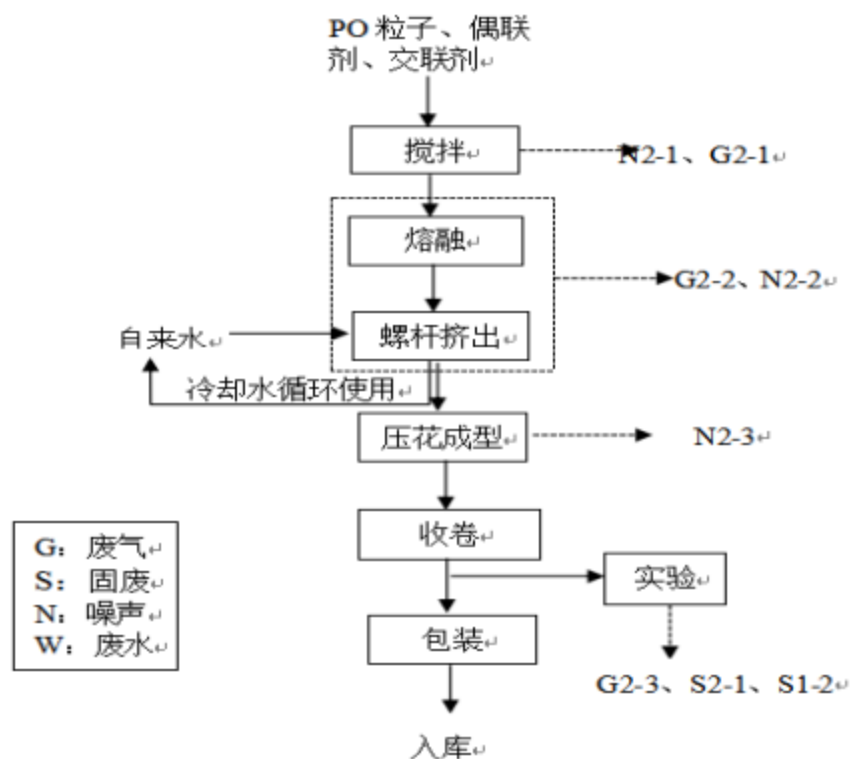 PO 粒子、偶联
剂、交联剂
搅拌
N2-1、G2-1
熔融
G2-2、N2-2
自来水
螺杆挤出
冷却水循环使用
压花成型
N2-3
收卷
G：废气
S：固废
N：噪声
W：废水
实验
包装
G2-3、S2-1、S1-2
入库